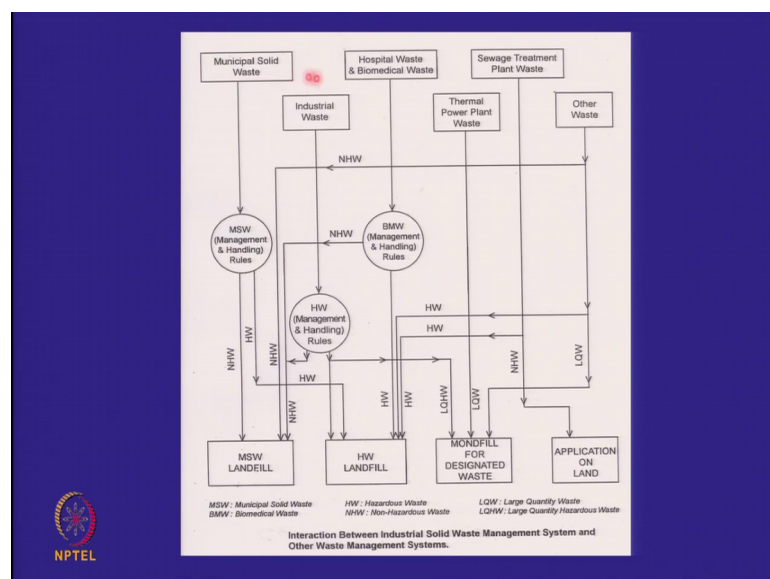 Municipal Solid
Waste
Hospital Waste
& Biomedical Waste
Sewage Treatment
Plant Waste
Industrial
Waste
Thermal
Power Plant
Waste
Other
Waste
NHW
MSW
(Management
& Handling)
Rules
NHW
BMW
(Management
& Handling)
Rules
HW
(Management
& Handling)
Rules
HW
HW
NHW
HW
NHW
HW
NHW
HW
HW
LQHW
LQW
NHW
LQW
MSW
LANDEILL
HW
LANDFILL
MONDFILL
FOR
DESIGNATED
WASTE
APPLICATION
ON
LAND
MSW : Municipal Solid Waste
BMW : Biomedical Waste
HW : Hazardous Waste
NHW : Non-Hazardous Waste
LQW : Large Quantity Waste
LQHW : Large Quantity Hazardous Waste
Interaction Between Industrial Solid Waste Management System and
Other Waste Management Systems.
NPTEL